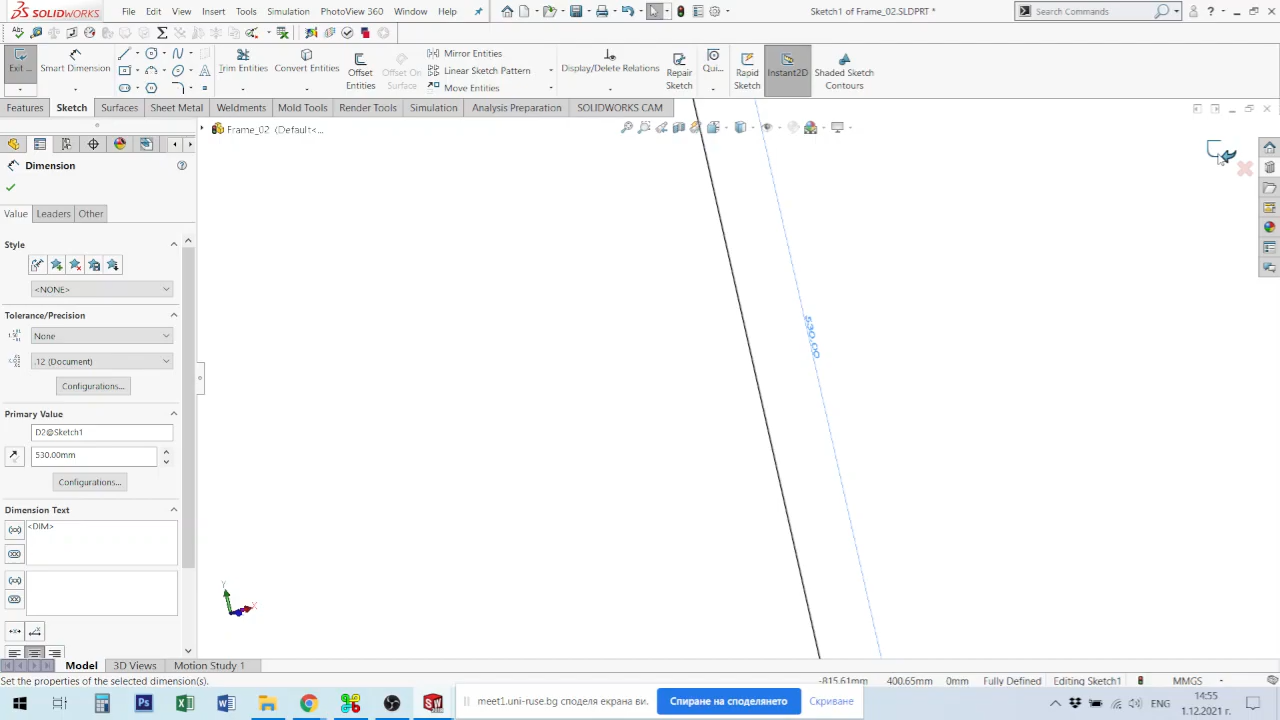 SOLIDWORKS File Edit View Insert Tools Simulation PhotoView 360 Window Help Sketch1 of Frame_02.SLDPRT * Search Commands
Exit ...
Start Dimension
Trim Entities
Convert Entities
Offset Entities
Offset On Surface
Mirror Entities
Linear Sketch Pattern
Move Entities
Display/Delete Relations
Repair Sketch
Qui...
Rapid Sketch
Instant2D
Shaded Sketch Contours
Features Sketch Surfaces Sheet Metal Weldments Mold Tools Render Tools Simulation Analysis Preparation SOLIDWORKS CAM
Frame_02 (Default<...
Dimension
Value Leaders Other
Style
<NONE>
Tolerance/Precision
None
.12 (Document)
Configurations...
Primary Value
D2@Sketch1
530.00mm
Configurations...
Dimension Text
<DIM>
530.00
Y
X
Model 3D Views Motion Study 1
Set the properties of the selected dimension(s). -815.61mm 400.65mm 0mm Fully Defined Editing Sketch1 MMGS
meet1.uni-ruse.bg споделя екрана ви. Спиране на споделянето Скриване
ENG
14:55
1.12.2021 г.